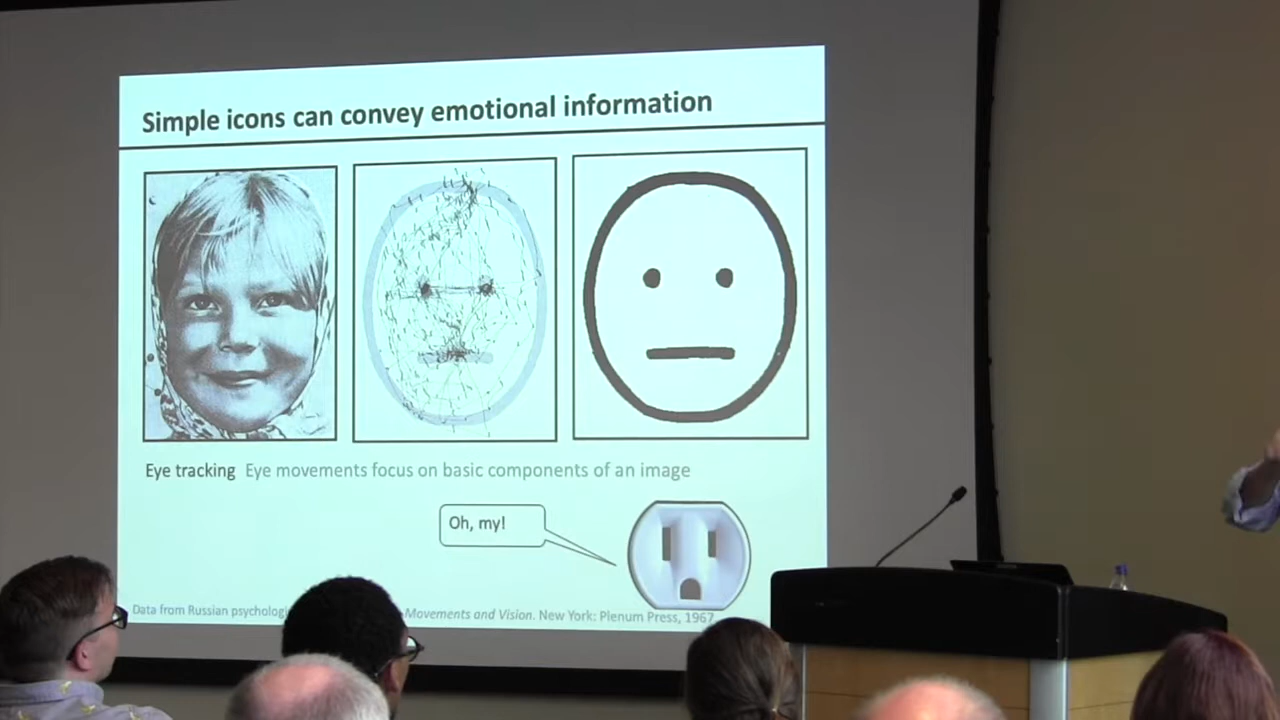 Simple icons can convey emotional information
Eye tracking Eye movements focus on basic components of an image
Oh, my!
Data from Russian Movements and Vision. New York: Plenum Press, 1967